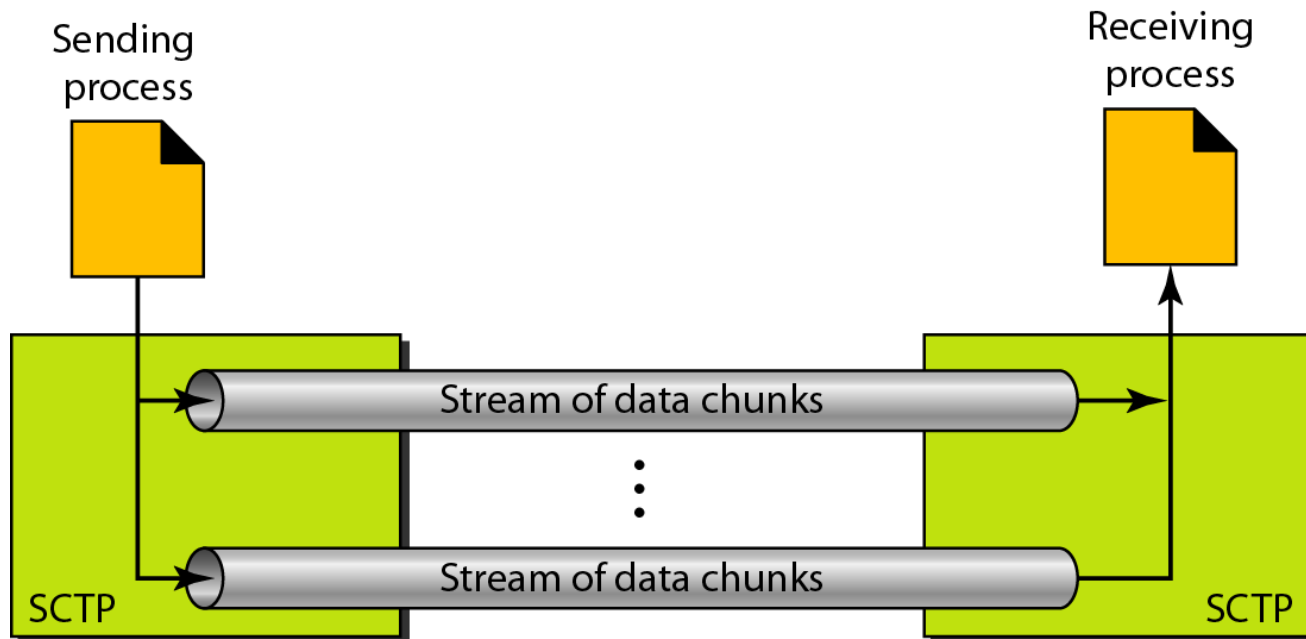 Sending
process
Receiving
process
Stream of data chunks
Stream of data chunks
SCTP
SCTP